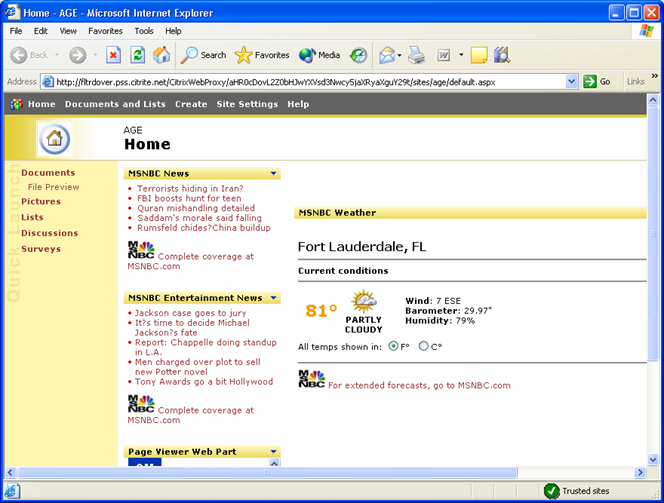 Home - AGE - Microsoft Internet Explorer
File Edit View Favorites Tools Help
Back Search Favorites Media
Address http://fltrdover.pss.citrite.net/CitrixWebProxy/aHR0cDovL2Z0bHJwYXVsd3Nwcy5jaXRyaXguY29t/sites/age/default.aspx Go Links
Home Documents and Lists Create Site Settings Help
AGE
Home
Quick Launch
Documents
File Preview
Pictures
Lists
Discussions
Surveys
MSNBC News
Terrorists hiding in Iran?
FBI boosts hunt for teen
Quran mishandling detailed
Saddam's morale said falling
Rumsfeld chides?China buildup
MSNBC Complete coverage at
MSNBC.com
MSNBC Entertainment News
Jackson case goes to jury
It?s time to decide Michael
Jackson?s fate
Report: Chappelle doing standup
in L.A.
Men charged over plot to sell
new Potter novel
Tony Awards go a bit Hollywood
MSNBC Complete coverage at
MSNBC.com
Page Viewer Web Part
MSNBC Weather
Fort Lauderdale, FL
Current conditions
81°
PARTLY
CLOUDY
Wind: 7 ESE
Barometer: 29.97"
Humidity: 79%
All temps shown in: F° C°
MSNBC For extended forecasts, go to MSNBC.com
Trusted sites